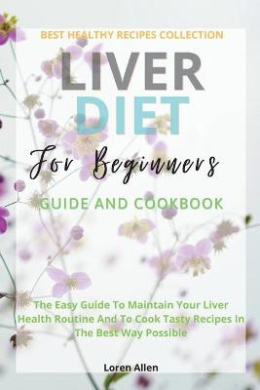 BEST HEALTHY RECIPES COLLECTION
LIVER
DIET
For Beginners
GUIDE AND COOKBOOK
The Easy Guide To Maintain Your Liver
Health Routine And To Cook Tasty Recipes In
The Best Way Possible
Loren Allen